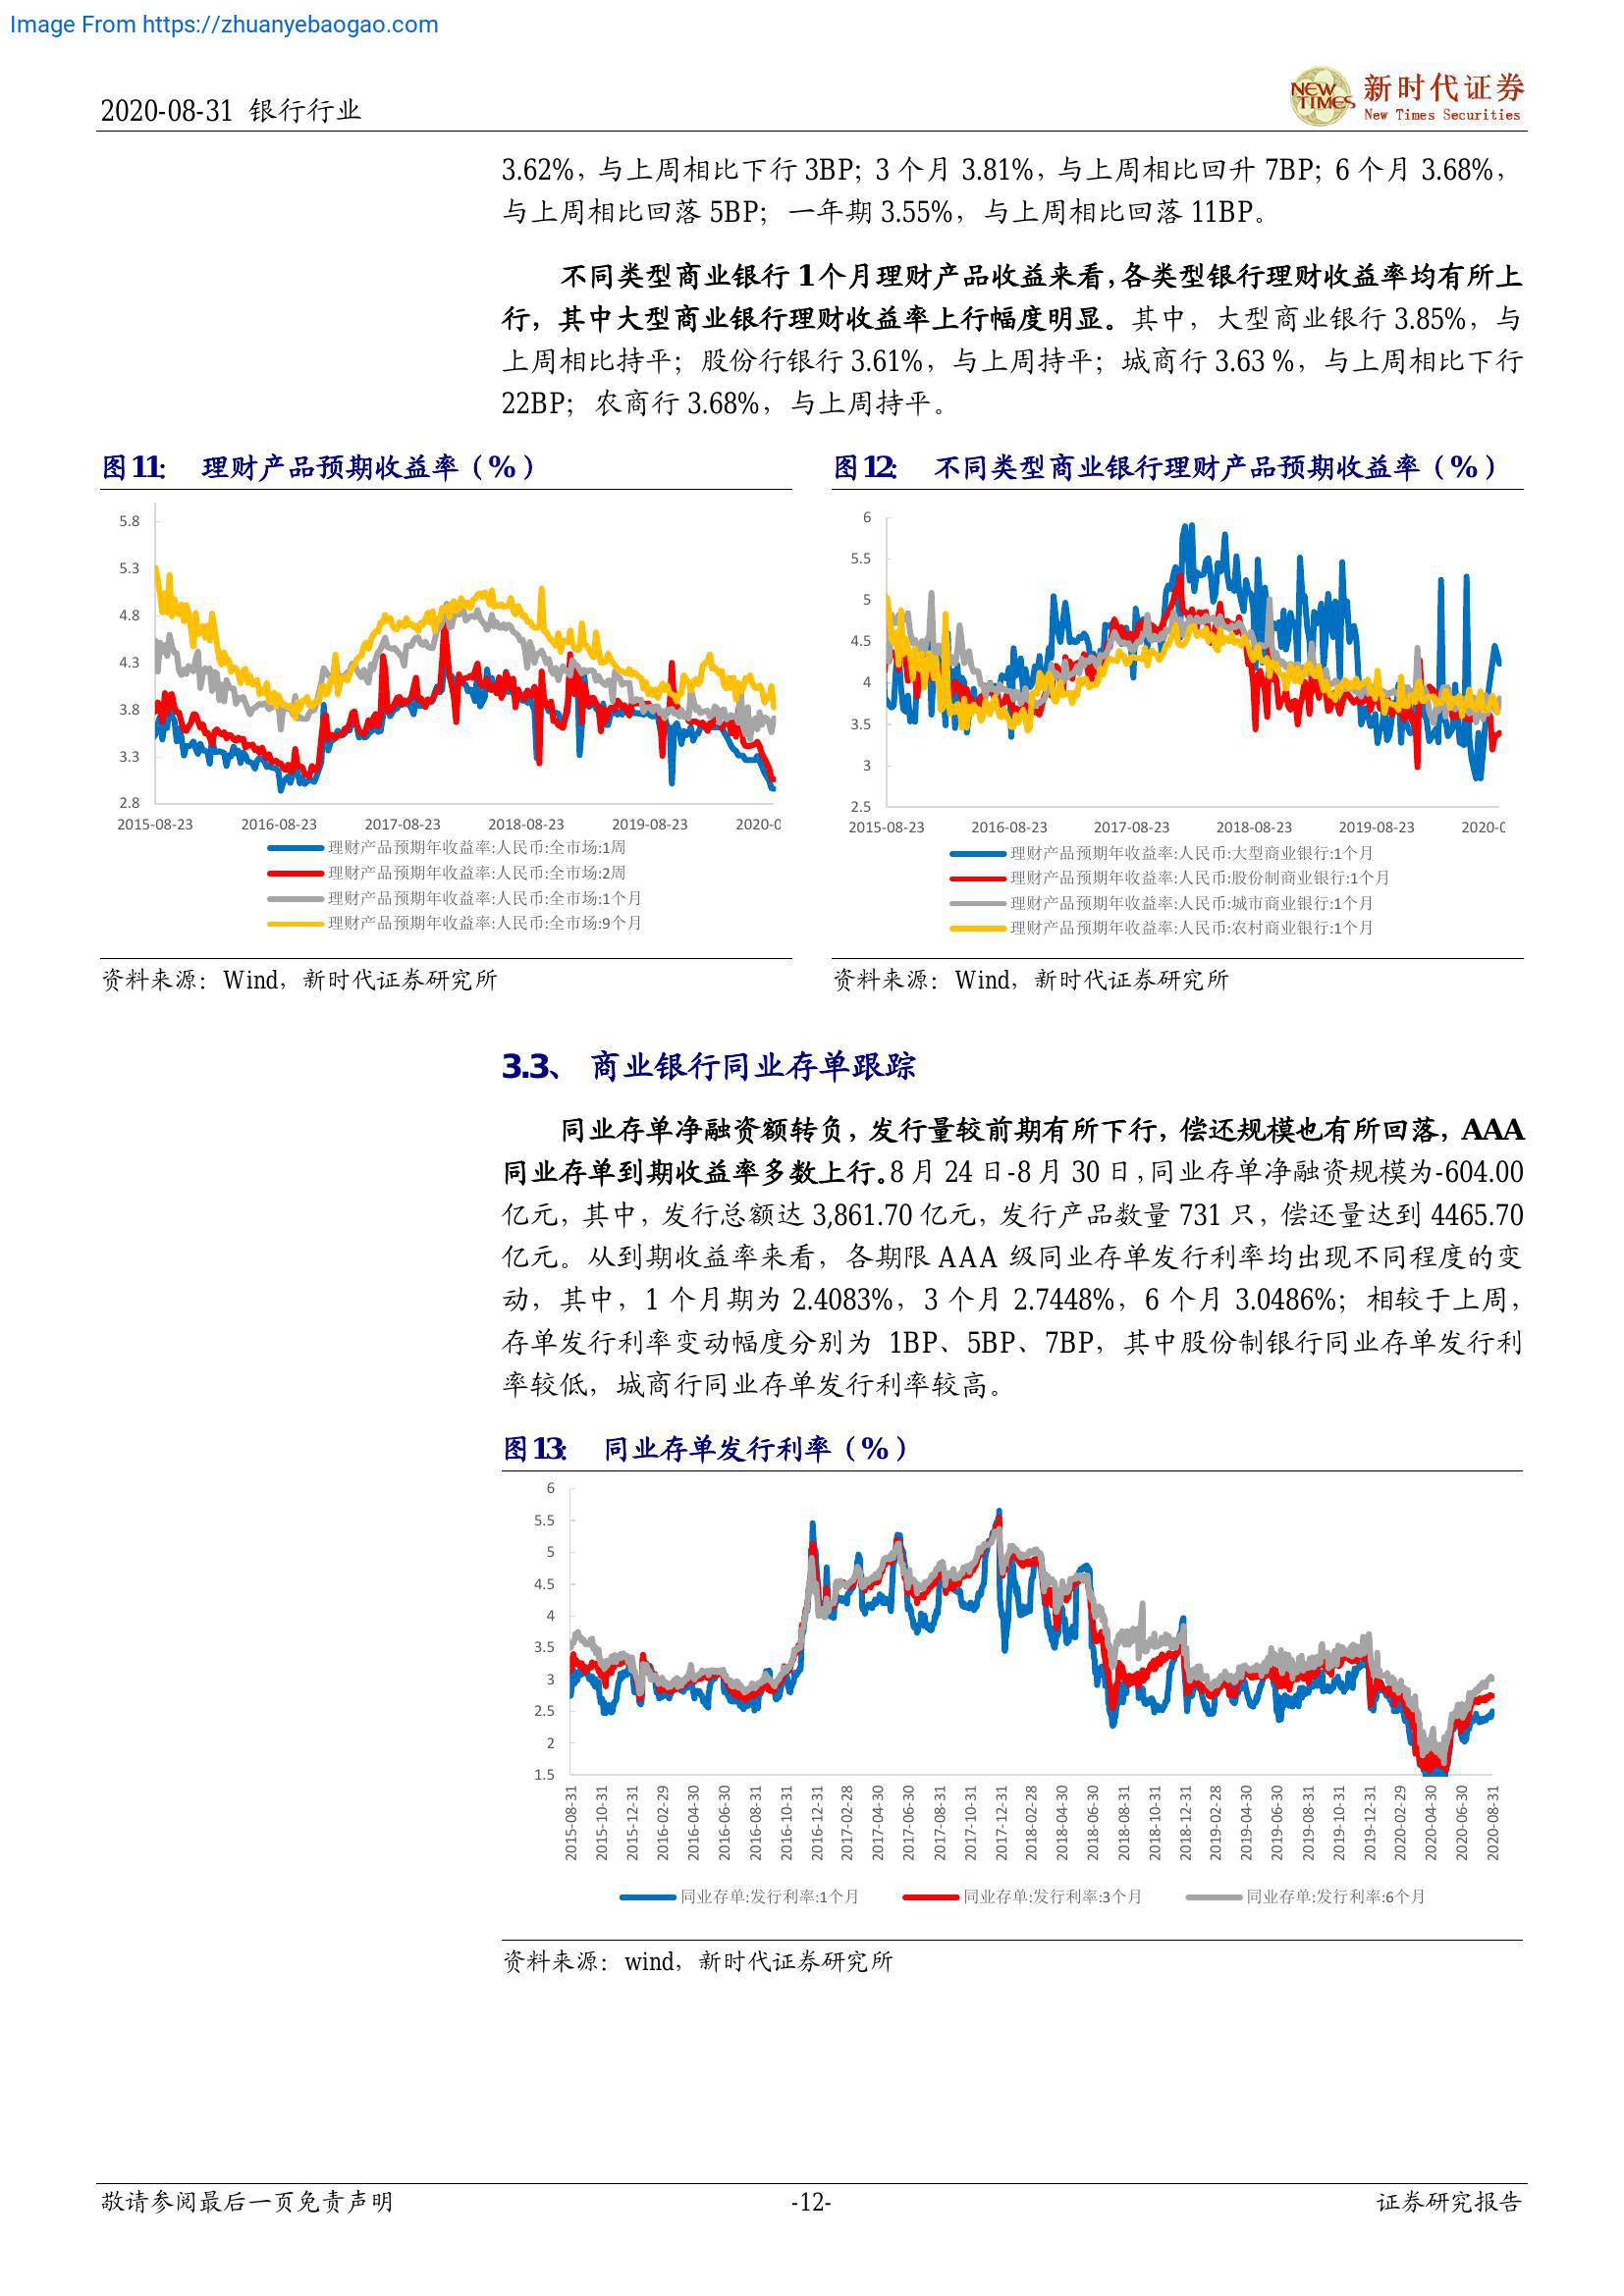 Image From https://zhuanyebaogao.com
2020-08-31 银行行业
NEW TIMES
新时代证券
New Times Securities
3.62%，与上周相比下行 3BP；3 个月 3.81%，与上周相比回升 7BP；6 个月 3.68%，
与上周相比回落 5BP；一年期 3.55%，与上周相比回落 11BP。
不同类型商业银行 1 个月理财产品收益来看，各类型银行理财收益率均有所上
行，其中大型商业银行理财收益率上行幅度明显。其中，大型商业银行 3.85%，与
上周相比持平；股份行银行 3.61%，与上周持平；城商行 3.63 %，与上周相比下行
22BP；农商行 3.68%，与上周持平。
图11： 理财产品预期收益率（%）
5.8
5.3
4.8
4.3
3.8
3.3
2.8
2015-08-23 2016-08-23 2017-08-23 2018-08-23 2019-08-23 2020-0
理财产品预期年收益率:人民币:全市场:1周
理财产品预期年收益率:人民币:全市场:2周
理财产品预期年收益率:人民币:全市场:1个月
理财产品预期年收益率:人民币:全市场:9个月
资料来源：Wind，新时代证券研究所
图12： 不同类型商业银行理财产品预期收益率（%）
6
5.5
5
4.5
4
3.5
3
2.5
2015-08-23 2016-08-23 2017-08-23 2018-08-23 2019-08-23 2020-0
理财产品预期年收益率:人民币:大型商业银行:1个月
理财产品预期年收益率:人民币:股份制商业银行:1个月
理财产品预期年收益率:人民币:城市商业银行:1个月
理财产品预期年收益率:人民币:农村商业银行:1个月
资料来源：Wind，新时代证券研究所
3.3、 商业银行同业存单跟踪
同业存单净融资额转负，发行量较前期有所下行，偿还规模也有所回落，AAA
同业存单到期收益率多数上行。8 月 24 日-8 月 30 日，同业存单净融资规模为-604.00
亿元，其中，发行总额达 3,861.70 亿元，发行产品数量 731 只，偿还量达到 4465.70
亿元。从到期收益率来看，各期限 AAA 级同业存单发行利率均出现不同程度的变
动，其中，1 个月期为 2.4083%，3 个月 2.7448%，6 个月 3.0486%；相较于上周，
存单发行利率变动幅度分别为 1BP、5BP、7BP，其中股份制银行同业存单发行利
率较低，城商行同业存单发行利率较高。
图13： 同业存单发行利率（%）
6
5.5
5
4.5
4
3.5
3
2.5
2
1.5
2015-08-31
2015-10-31
2015-12-31
2016-02-29
2016-04-30
2016-06-30
2016-08-31
2016-10-31
2016-12-31
2017-02-28
2017-04-30
2017-06-30
2017-08-31
2017-10-31
2017-12-31
2018-02-28
2018-04-30
2018-06-30
2018-08-31
2018-10-31
2018-12-31
2019-02-28
2019-04-30
2019-06-30
2019-08-31
2019-10-31
2019-12-31
2020-02-29
2020-04-30
2020-06-30
2020-08-31
同业存单:发行利率:1个月 同业存单:发行利率:3个月 同业存单:发行利率:6个月
资料来源：wind，新时代证券研究所
敬请参阅最后一页免责声明 -12- 证券研究报告